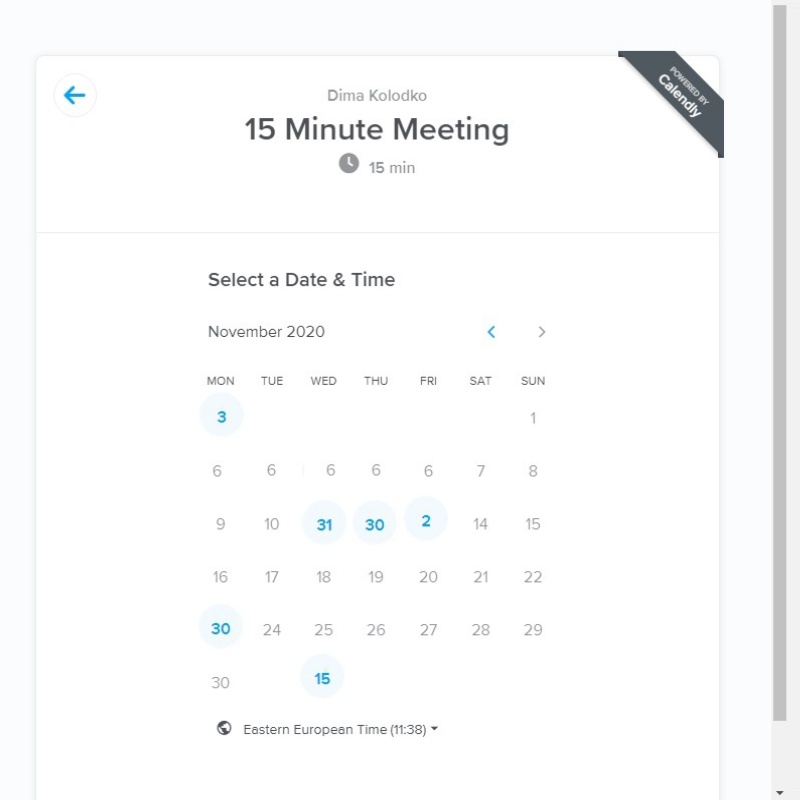 POWERED BY
Calendly
Dima Kolodko
15 Minute Meeting
15 min
Select a Date & Time
November 2020
MON TUE WED THU FRI SAT SUN
3 1
6 6 6 6 6 7 8
9 10 31 30 2 14 15
16 17 18 19 20 21 22
30 24 25 26 27 28 29
30 15
Eastern European Time (11:38)